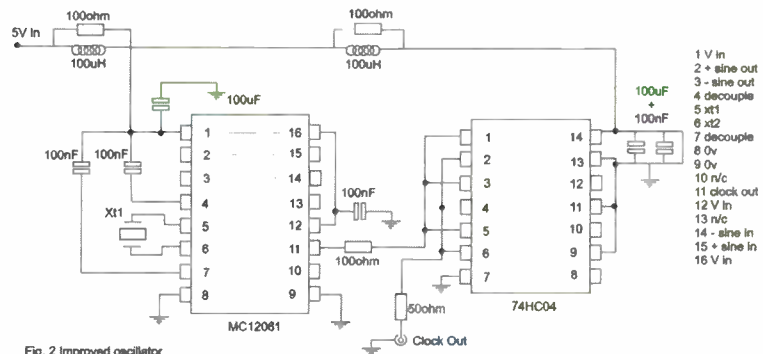 100ohm
5V In
100uH
100ohm
100uH
100uF
100nF
100nF
Xt1
1
2
3
4
5
6
7
8
16
15
14
13
12
11
10
9
MC12061
100nF
100ohm
50ohm
Clock Out
1
2
3
4
5
6
7
14
13
12
11
10
9
8
74HC04
100uF
+
100nF
1 V in
2 + sine out
3 - sine out
4 decouple
5 xt1
6 xt2
7 decouple
8 0v
9 0v
10 n/c
11 clock out
12 V in
13 n/c
14 - sine in
15 + sine in
16 V in
Fig. 2 Improved oscillator